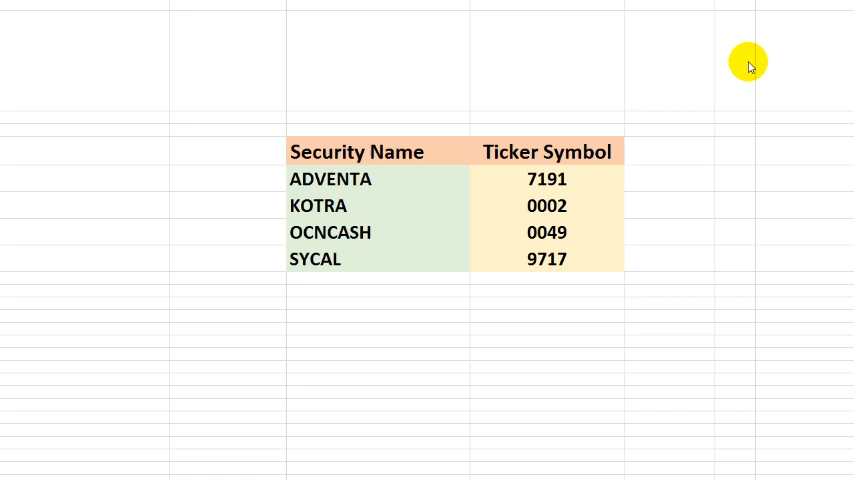 Security Name Ticker Symbol
ADVENTA 7191
KOTRA 0002
OCNCASH 0049
SYCAL 9717